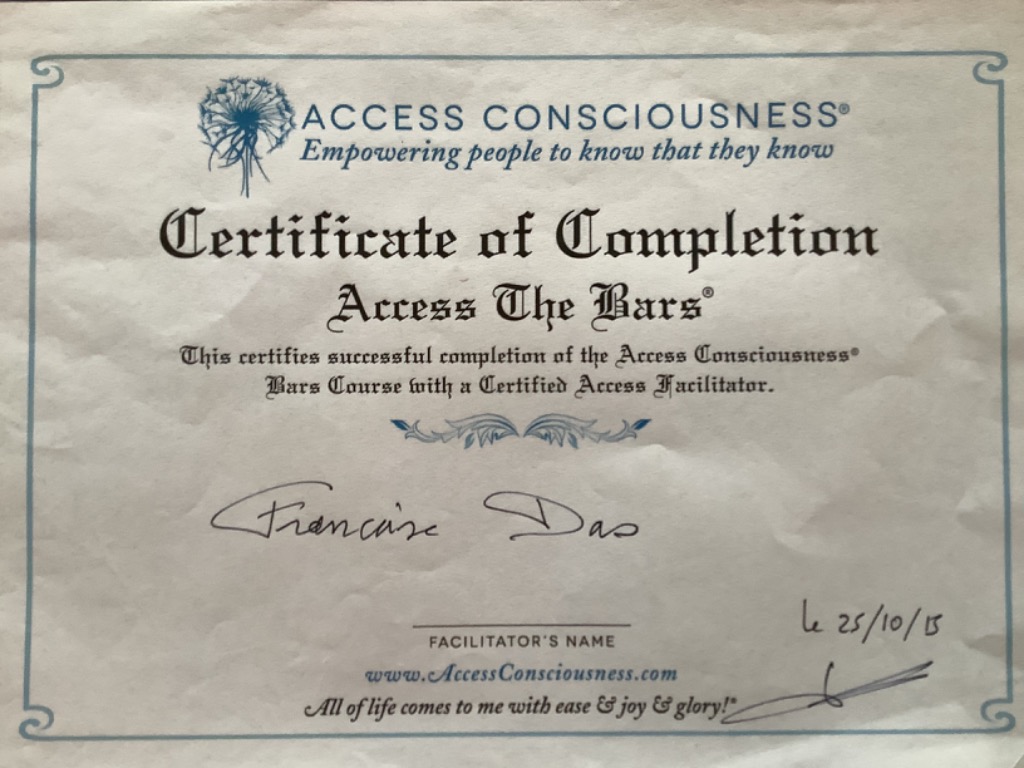 ACCESS CONSCIOUSNESS®
Empowering people to know that they know
Certificate of Completion
Access The Bars®
This certifies successful completion of the Access Consciousness®
Bars Course with a Certified Access Facilitator.
Françoise Das
le 25/10/15
FACILITATOR'S NAME
www.AccessConsciousness.com
All of life comes to me with ease & joy & glory!®